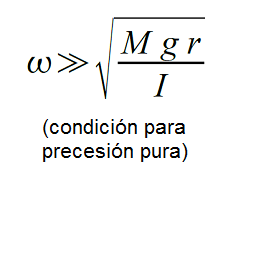 ω ≫ √(M g r / I)
(condición para
precesión pura)